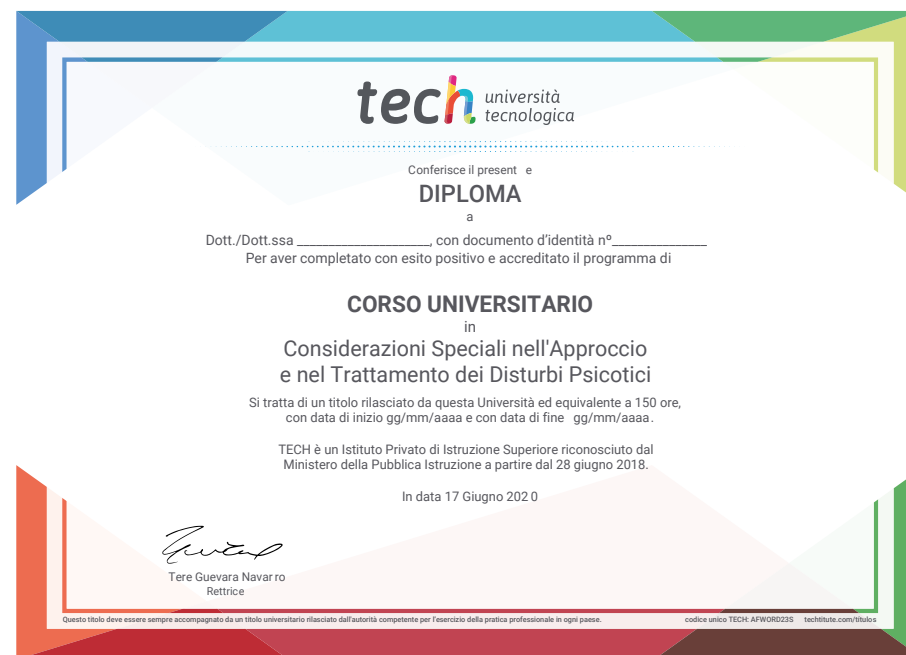 tech università
tecnologica
Conferisce il present e
DIPLOMA
a
Dott./Dott.ssa ______________________, con documento d'identità nº________________
Per aver completato con esito positivo e accreditato il programma di
CORSO UNIVERSITARIO
in
Considerazioni Speciali nell'Approccio
e nel Trattamento dei Disturbi Psicotici
Si tratta di un titolo rilasciato da questa Università ed equivalente a 150 ore,
con data di inizio gg/mm/aaaa e con data di fine gg/mm/aaaa.
TECH è un Istituto Privato di Istruzione Superiore riconosciuto dal
Ministero della Pubblica Istruzione a partire dal 28 giugno 2018.
In data 17 Giugno 2020
Tere Guevara Navarro
Rettrice
Questo titolo deve essere sempre accompagnato da un titolo universitario rilasciato dall'autorità competente per l'esercizio della pratica professionale in ogni paese. codice unico TECH: AFWORD23S techtitute.com/titulos